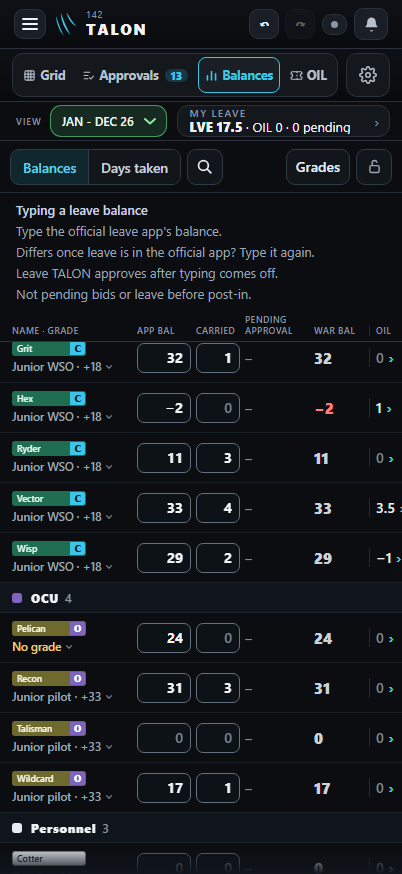 142
TALON
Grid
Approvals 13
Balances
OIL
VIEW
JAN - DEC 26
MY LEAVE
LVE 17.5 · OIL 0 · 0 pending ›
Balances
Days taken
Grades
Typing a leave balance
Type the official leave app's balance.
Differs once leave is in the official app? Type it again.
Leave TALON approves after typing comes off.
Not pending bids or leave before post-in.
NAME · GRADE APP BAL CARRIED PENDING APPROVAL WAR BAL OIL
Grit C
Junior WSO · +18 32 1 – 32 0 ›
Hex C
Junior WSO · +18 −2 0 – −2 1 ›
Ryder C
Junior WSO · +18 11 3 – 11 0 ›
Vector C
Junior WSO · +18 33 4 – 33 3.5 ›
Wisp C
Junior WSO · +18 29 2 – 29 −1 ›
OCU 4
Pelican O
No grade 24 0 – 24 0 ›
Recon O
Junior pilot · +33 31 3 – 31 0 ›
Talisman O
Junior pilot · +33 0 0 – 0 0 ›
Wildcard O
Junior pilot · +33 17 1 – 17 0 ›
Personnel 3
Cotter
0 0 – 0 0 ›